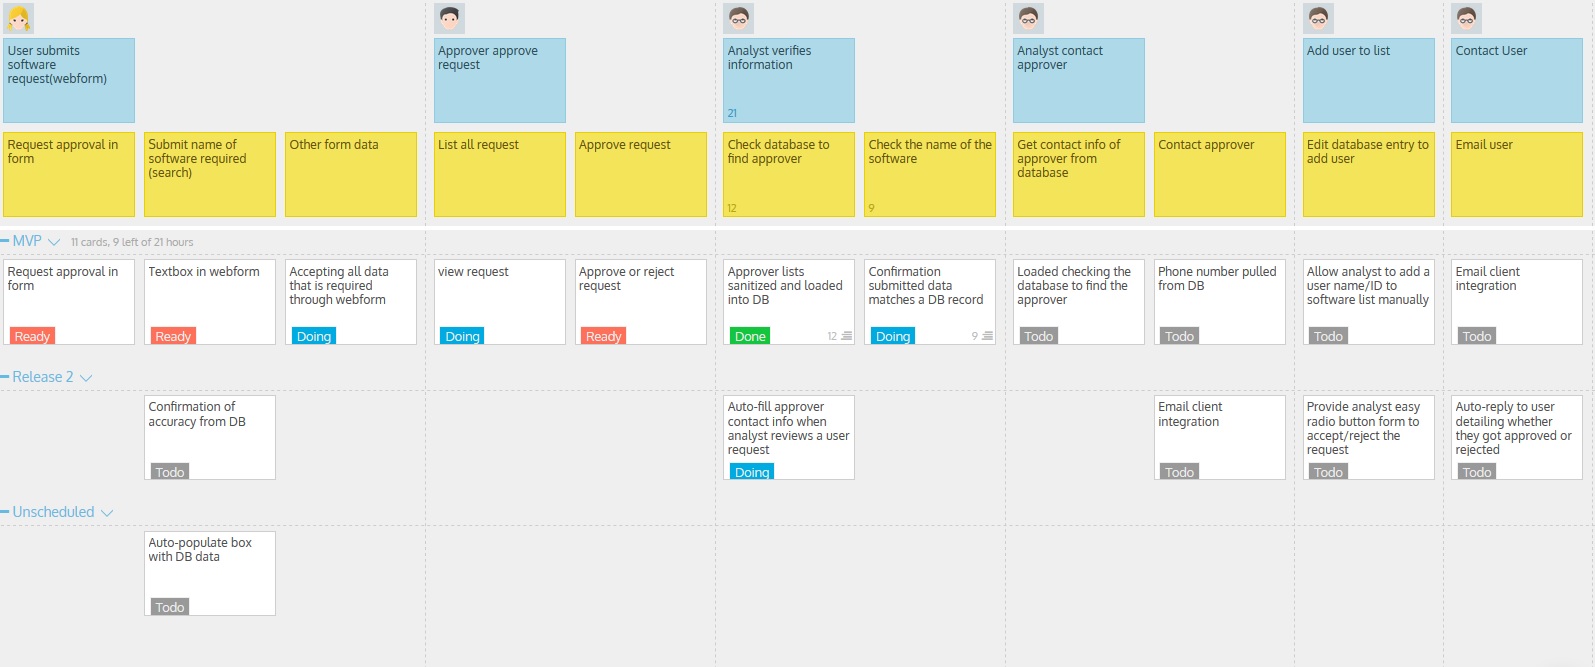 User submits
software
request(webform)
Approver approve
request
Analyst verifies
information
21
Analyst contact
approver
Add user to list
Contact User
Request approval in
form
Submit name of
software required
(search)
Other form data
List all request
Approve request
Check database to
find approver
12
Check the name of the
software
9
Get contact info of
approver from
database
Contact approver
Edit database entry to
add user
Email user
MVP 11 cards, 9 left of 21 hours
Request approval in
form
Ready
Textbox in webform
Ready
Accepting all data
that is required
through webform
Doing
view request
Doing
Approve or reject
request
Ready
Approver lists
sanitized and loaded
into DB
Done 12
Confirmation
submitted data
matches a DB record
Doing 9
Loaded checking the
database to find the
approver
Todo
Phone number pulled
from DB
Todo
Allow analyst to add a
user name/ID to
software list manually
Todo
Email client
integration
Todo
Release 2
Confirmation of
accuracy from DB
Todo
Auto-fill approver
contact info when
analyst reviews a user
request
Doing
Email client
integration
Todo
Provide analyst easy
radio button form to
accept/reject the
request
Todo
Auto-reply to user
detailing whether
they got approved or
rejected
Todo
Unscheduled
Auto-populate box
with DB data
Todo